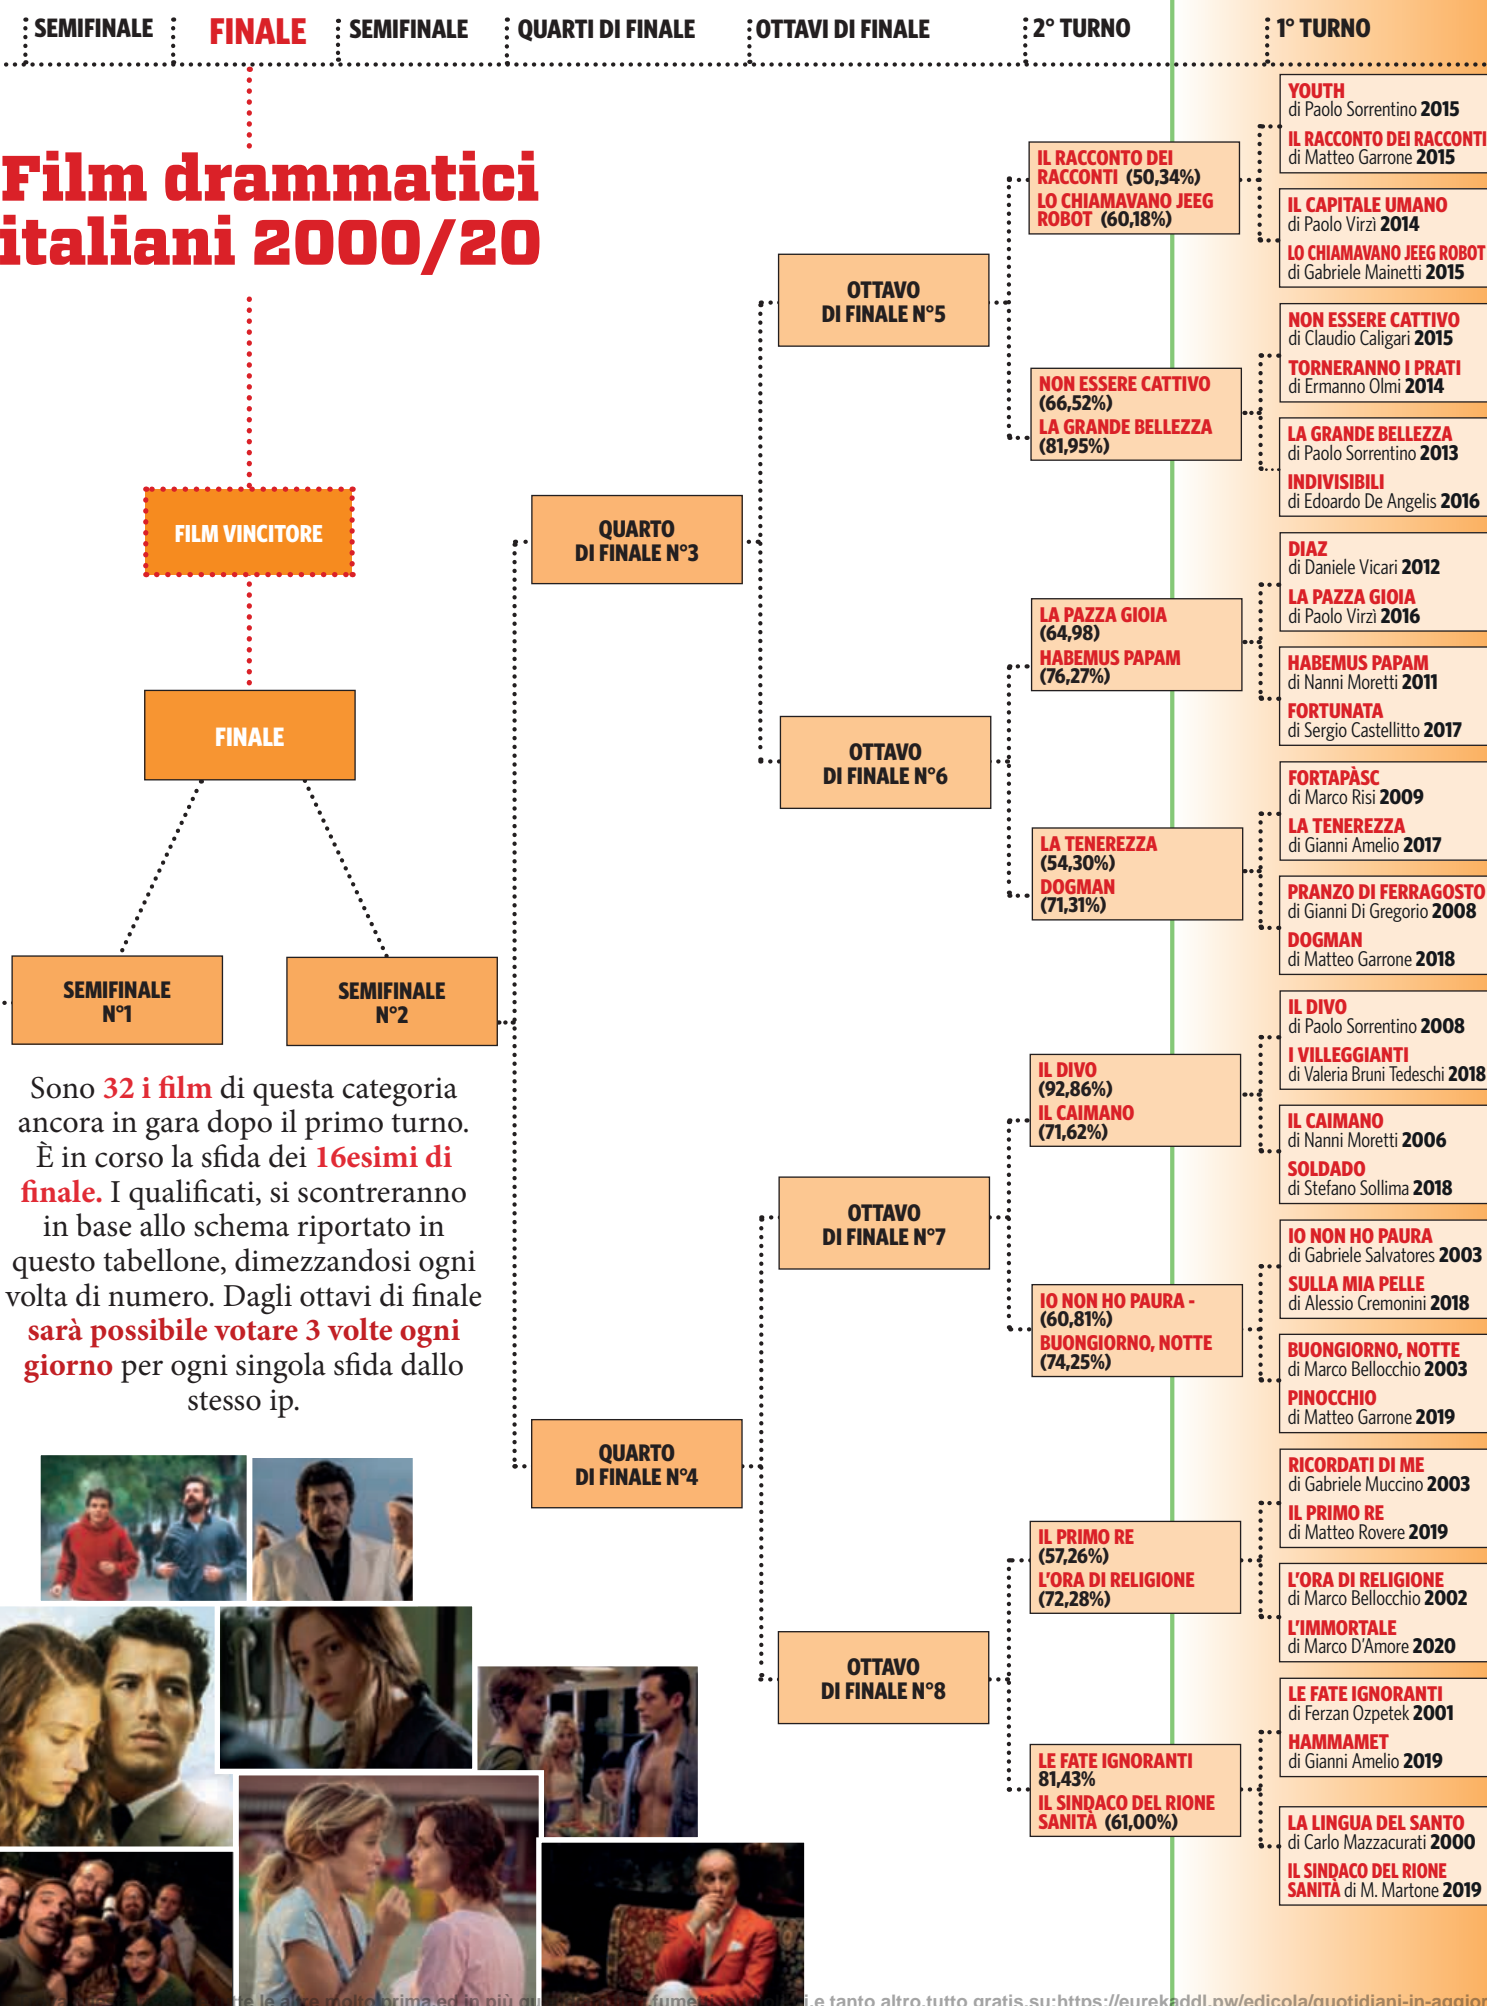 SEMIFINALE
FINALE
SEMIFINALE
QUARTI DI FINALE
OTTAVI DI FINALE
2° TURNO
1° TURNO
Film drammatici
italiani 2000/20
FILM VINCITORE
FINALE
SEMIFINALE
N°1
SEMIFINALE
N°2
Sono 32 i film di questa categoria
ancora in gara dopo il primo turno.
È in corso la sfida dei 16esimi di
finale. I qualificati, si scontreranno
in base allo schema riportato in
questo tabellone, dimezzandosi ogni
volta di numero. Dagli ottavi di finale
sarà possibile votare 3 volte ogni
giorno per ogni singola sfida dallo
stesso ip.
QUARTO
DI FINALE N°3
QUARTO
DI FINALE N°4
OTTAVO
DI FINALE N°5
OTTAVO
DI FINALE N°6
OTTAVO
DI FINALE N°7
OTTAVO
DI FINALE N°8
IL RACCONTO DEI
RACCONTI (50,34%)
LO CHIAMAVANO JEEG
ROBOT (60,18%)
NON ESSERE CATTIVO
(66,52%)
LA GRANDE BELLEZZA
(81,95%)
LA PAZZA GIOIA
(64,98)
HABEMUS PAPAM
(76,27%)
LA TENEREZZA
(54,30%)
DOGMAN
(71,31%)
IL DIVO
(92,86%)
IL CAIMANO
(71,62%)
IO NON HO PAURA -
(60,81%)
BUONGIORNO, NOTTE
(74,25%)
IL PRIMO RE
(57,26%)
L'ORA DI RELIGIONE
(72,28%)
LE FATE IGNORANTI
81,43%
IL SINDACO DEL RIONE
SANITÀ (61,00%)
YOUTH
di Paolo Sorrentino 2015
IL RACCONTO DEI RACCONTI
di Matteo Garrone 2015
IL CAPITALE UMANO
di Paolo Virzì 2014
LO CHIAMAVANO JEEG ROBOT
di Gabriele Mainetti 2015
NON ESSERE CATTIVO
di Claudio Caligari 2015
TORNERANNO I PRATI
di Ermanno Olmi 2014
LA GRANDE BELLEZZA
di Paolo Sorrentino 2013
INDIVISIBILI
di Edoardo De Angelis 2016
DIAZ
di Daniele Vicari 2012
LA PAZZA GIOIA
di Paolo Virzì 2016
HABEMUS PAPAM
di Nanni Moretti 2011
FORTUNATA
di Sergio Castellitto 2017
FORTAPÀSC
di Marco Risi 2009
LA TENEREZZA
di Gianni Amelio 2017
PRANZO DI FERRAGOSTO
di Gianni Di Gregorio 2008
DOGMAN
di Matteo Garrone 2018
IL DIVO
di Paolo Sorrentino 2008
I VILLEGGIANTI
di Valeria Bruni Tedeschi 2018
IL CAIMANO
di Nanni Moretti 2006
SOLDADO
di Stefano Sollima 2018
IO NON HO PAURA
di Gabriele Salvatores 2003
SULLA MIA PELLE
di Alessio Cremonini 2018
BUONGIORNO, NOTTE
di Marco Bellocchio 2003
PINOCCHIO
di Matteo Garrone 2019
RICORDATI DI ME
di Gabriele Muccino 2003
IL PRIMO RE
di Matteo Rovere 2019
L'ORA DI RELIGIONE
di Marco Bellocchio 2002
L'IMMORTALE
di Marco D'Amore 2020
LE FATE IGNORANTI
di Ferzan Ozpetek 2001
HAMMAMET
di Gianni Amelio 2019
LA LINGUA DEL SANTO
di Carlo Mazzacurati 2000
IL SINDACO DEL RIONE
SANITÀ di M. Martone 2019
le altre molto prima ed in più i,e tanto altro,tutto gratis,su:https://eurekaddl.pw/edicola/quotidiani-in-aggior